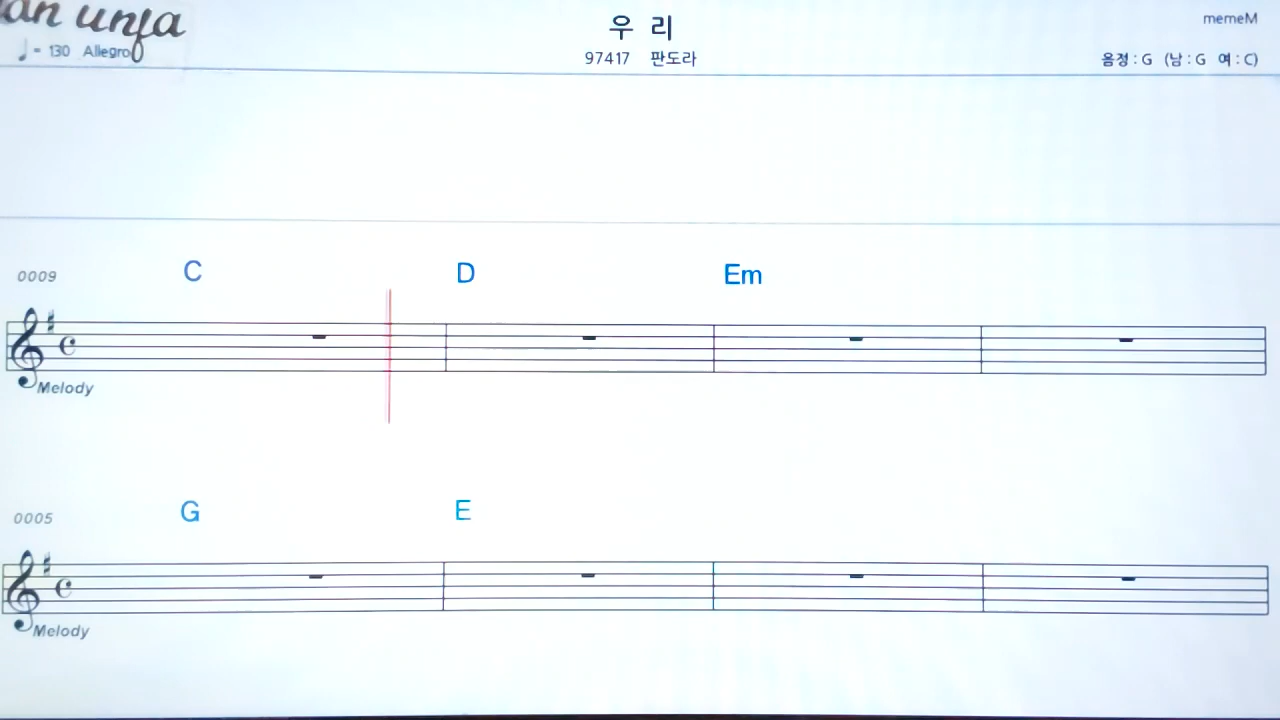 an unfa
♩= 130 Allegro
우 리
97417 판도라
memeM
음정 : G (남 : G 여 : C)
0009
C D Em
Melody
0005
G E
Melody